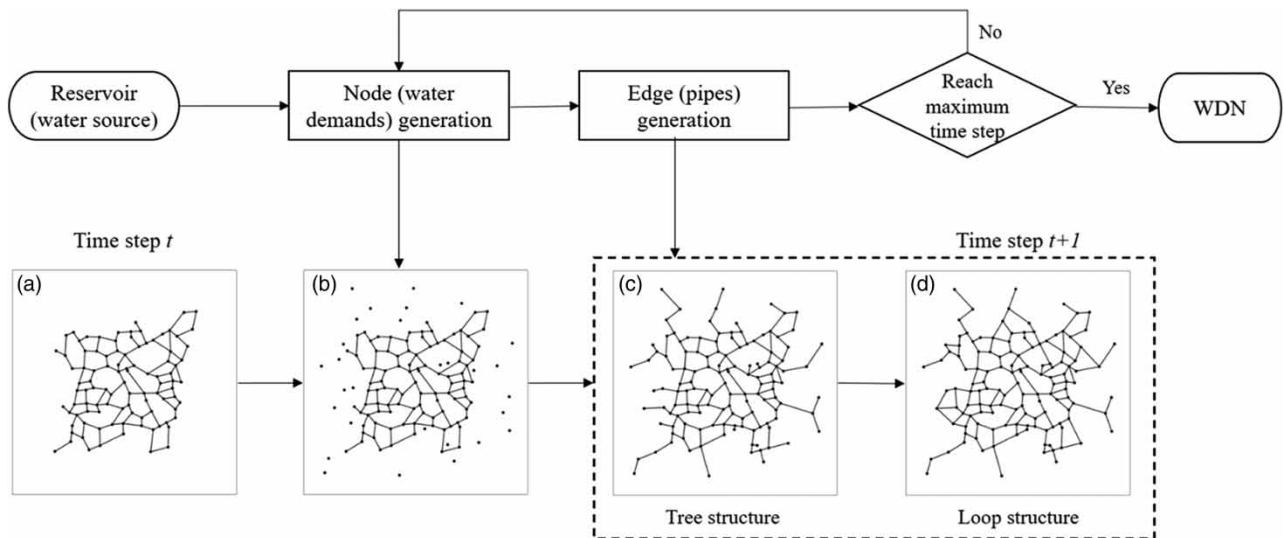 No
Reservoir
(water source)
Node (water
demands) generation
Edge (pipes)
generation
Reach
maximum
time step
Yes
WDN
Time step t
Time step t+1
(a)
(b)
(c)
(d)
Tree structure
Loop structure